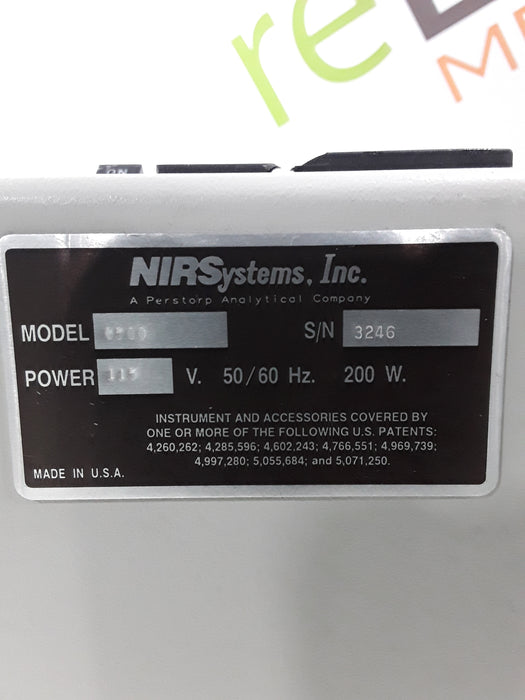 ON
NIRSystems, Inc.
A Perstorp Analytical Company
MODEL S/N 3246
POWER 115 V. 50/60 Hz. 200 W.
INSTRUMENT AND ACCESSORIES COVERED BY
ONE OR MORE OF THE FOLLOWING U.S. PATENTS:
4,260,262; 4,285,596; 4,602,243; 4,766,551; 4,969,739;
4,997,280; 5,055,684; and 5,071,250.
MADE IN U.S.A.